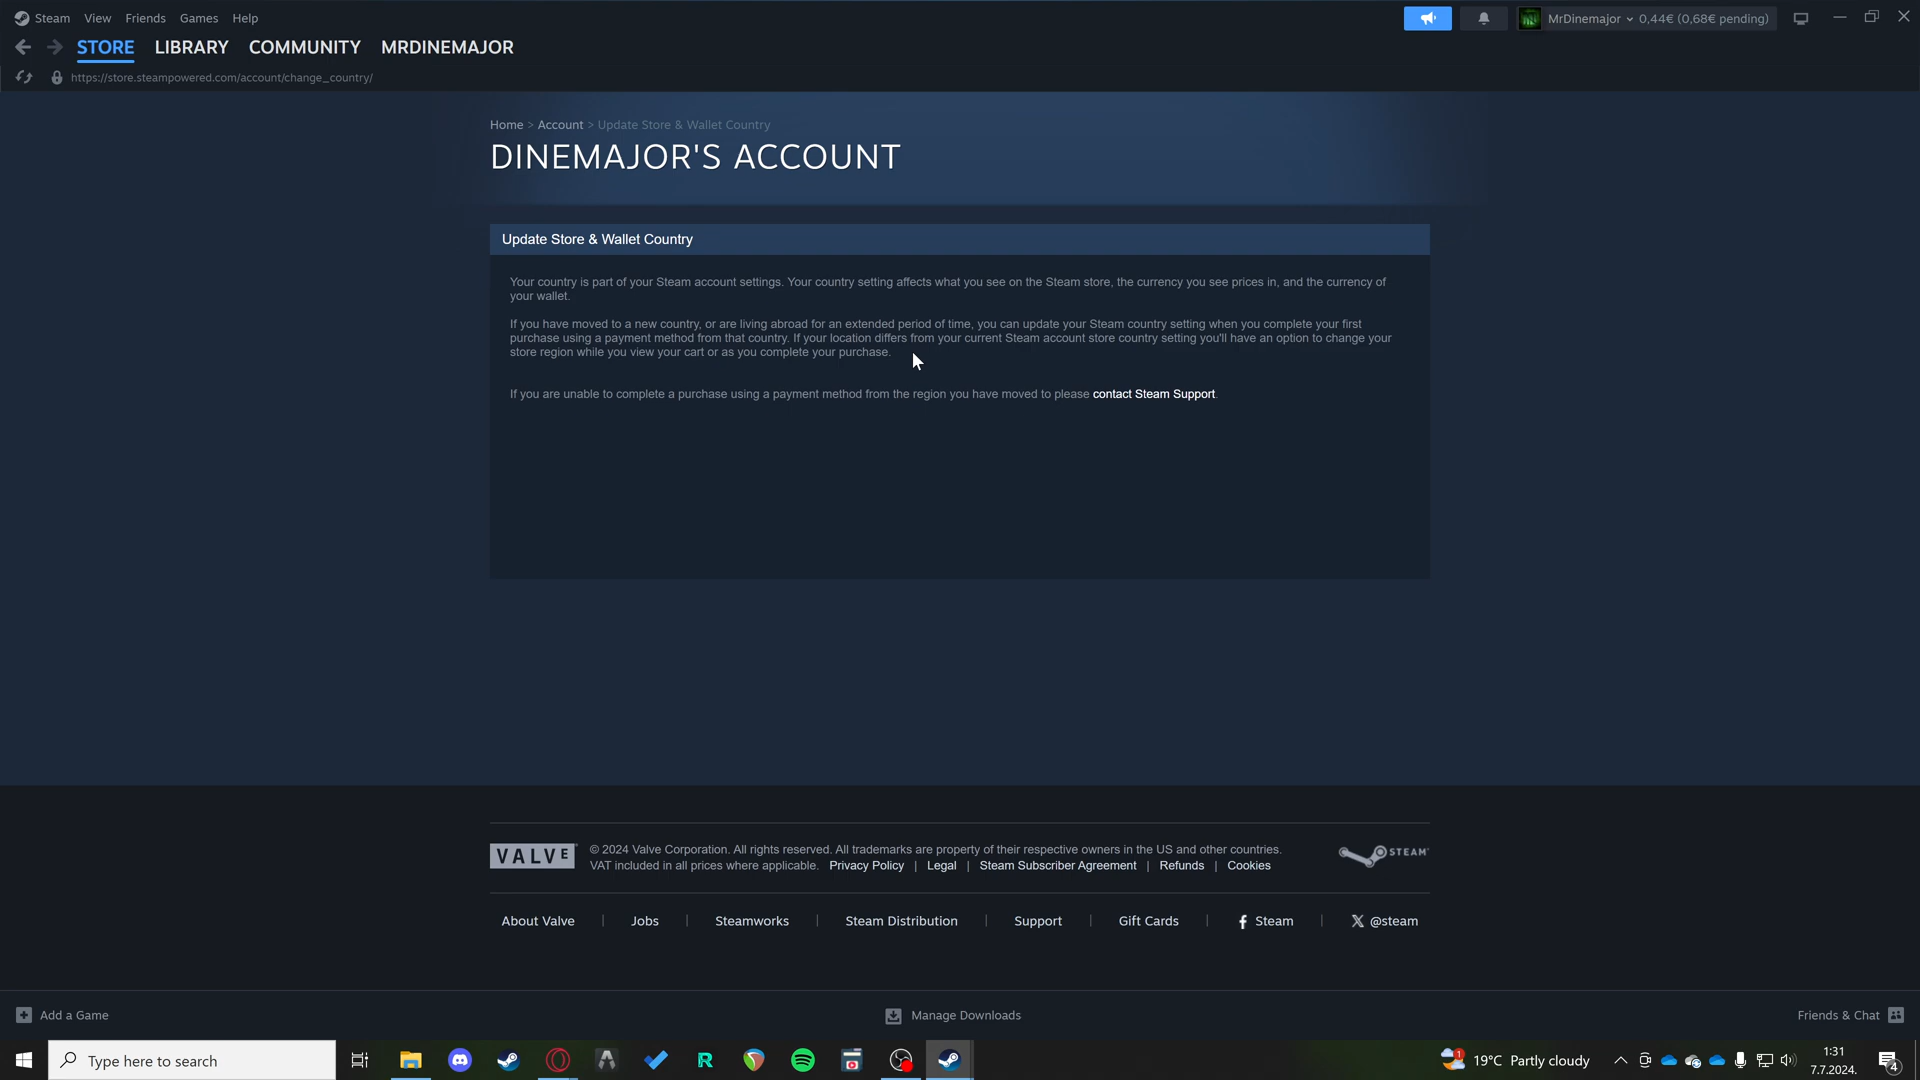 Steam View Friends Games Help
MrDinemajor 0,44€ (0,68€ pending)
STORE LIBRARY COMMUNITY MRDINEMAJOR
https://store.steampowered.com/account/change_country/
Home > Account > Update Store & Wallet Country
DINEMAJOR'S ACCOUNT
Update Store & Wallet Country
Your country is part of your Steam account settings. Your country setting affects what you see on the Steam store, the currency you see prices in, and the currency of
your wallet.
If you have moved to a new country, or are living abroad for an extended period of time, you can update your Steam country setting when you complete your first
purchase using a payment method from that country. If your location differs from your current Steam account store country setting you'll have an option to change your
store region while you view your cart or as you complete your purchase.
If you are unable to complete a purchase using a payment method from the region you have moved to please contact Steam Support.
VALVE
© 2024 Valve Corporation. All rights reserved. All trademarks are property of their respective owners in the US and other countries.
VAT included in all prices where applicable. Privacy Policy | Legal | Steam Subscriber Agreement | Refunds | Cookies
STEAM
About Valve | Jobs | Steamworks | Steam Distribution | Support | Gift Cards | Steam | @steam
Add a Game
Manage Downloads
Friends & Chat
Type here to search
1
19°C Partly cloudy
1:31
7.7.2024.
4